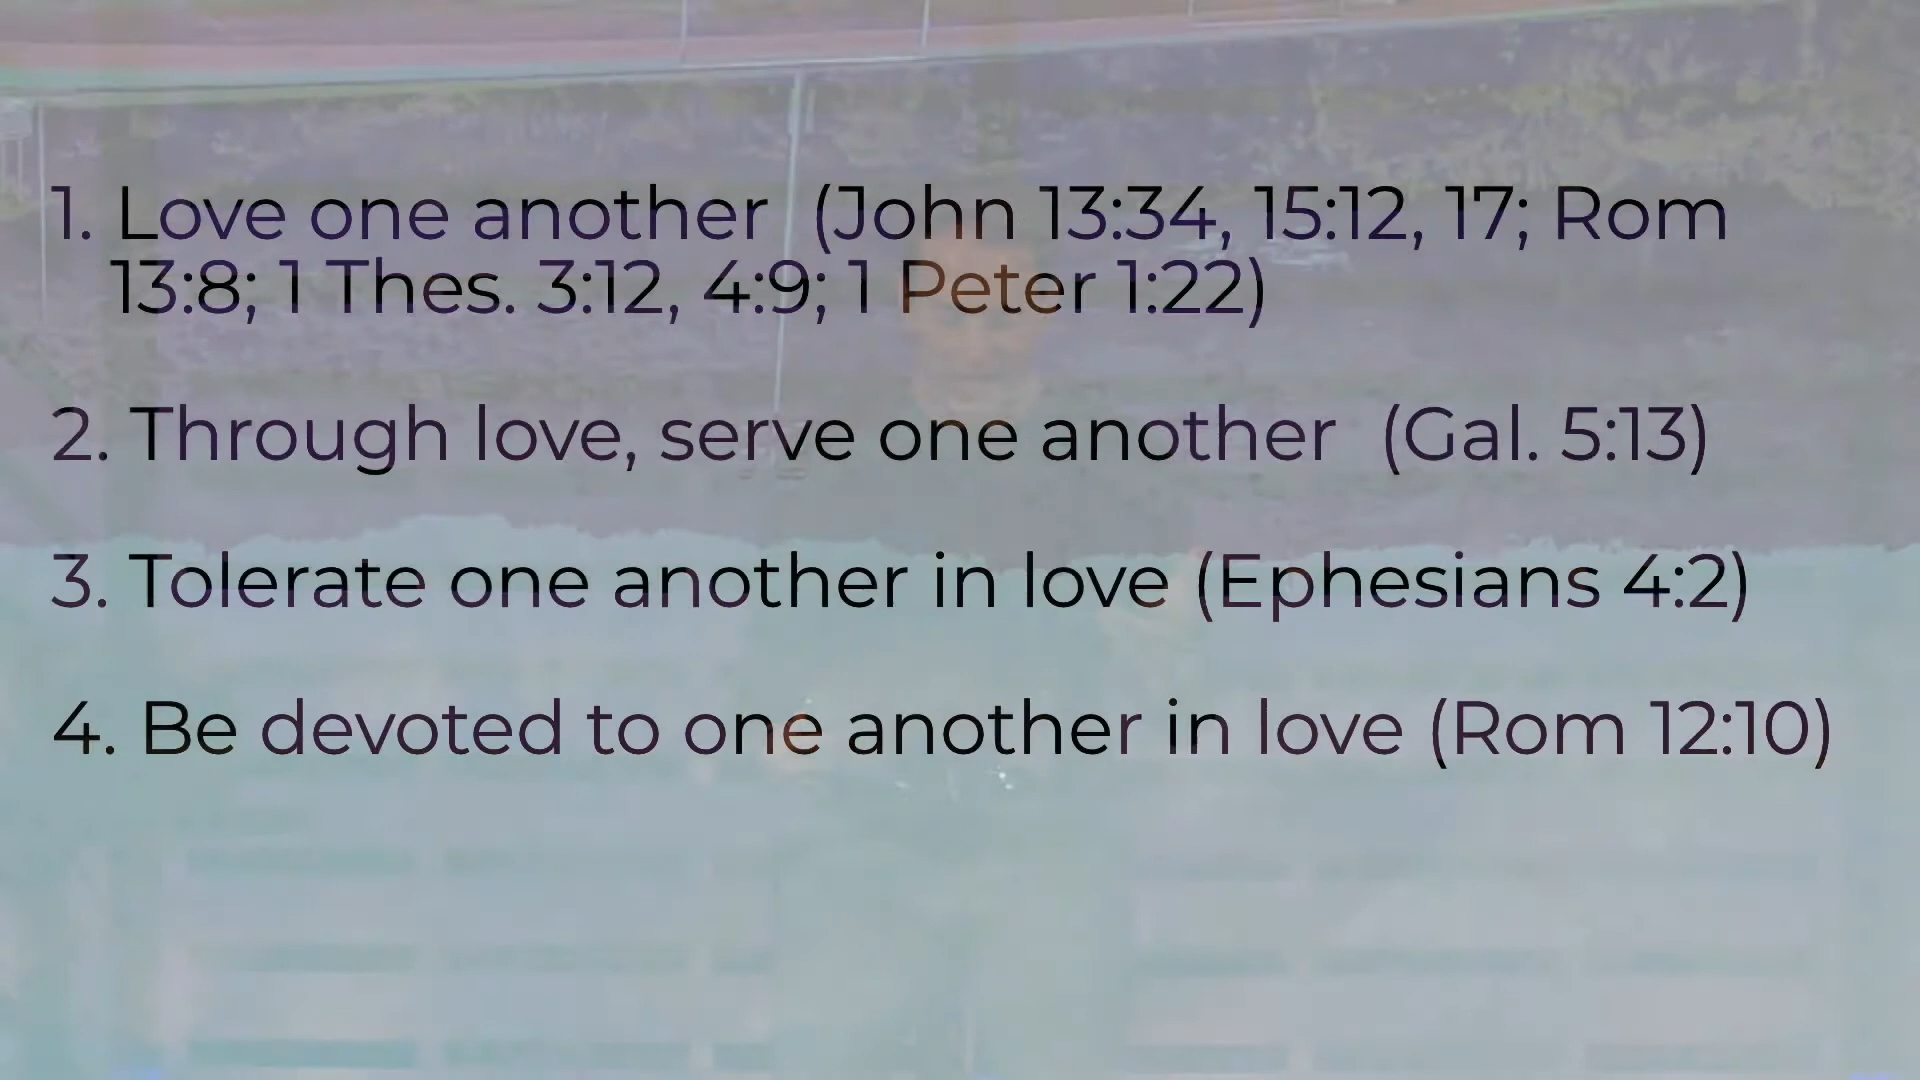 1. Love one another (John 13:34, 15:12, 17; Rom
13:8; 1 Thes. 3:12, 4:9; 1 Peter 1:22)
2. Through love, serve one another (Gal. 5:13)
3. Tolerate one another in love (Ephesians 4:2)
4. Be devoted to one another in love (Rom 12:10)